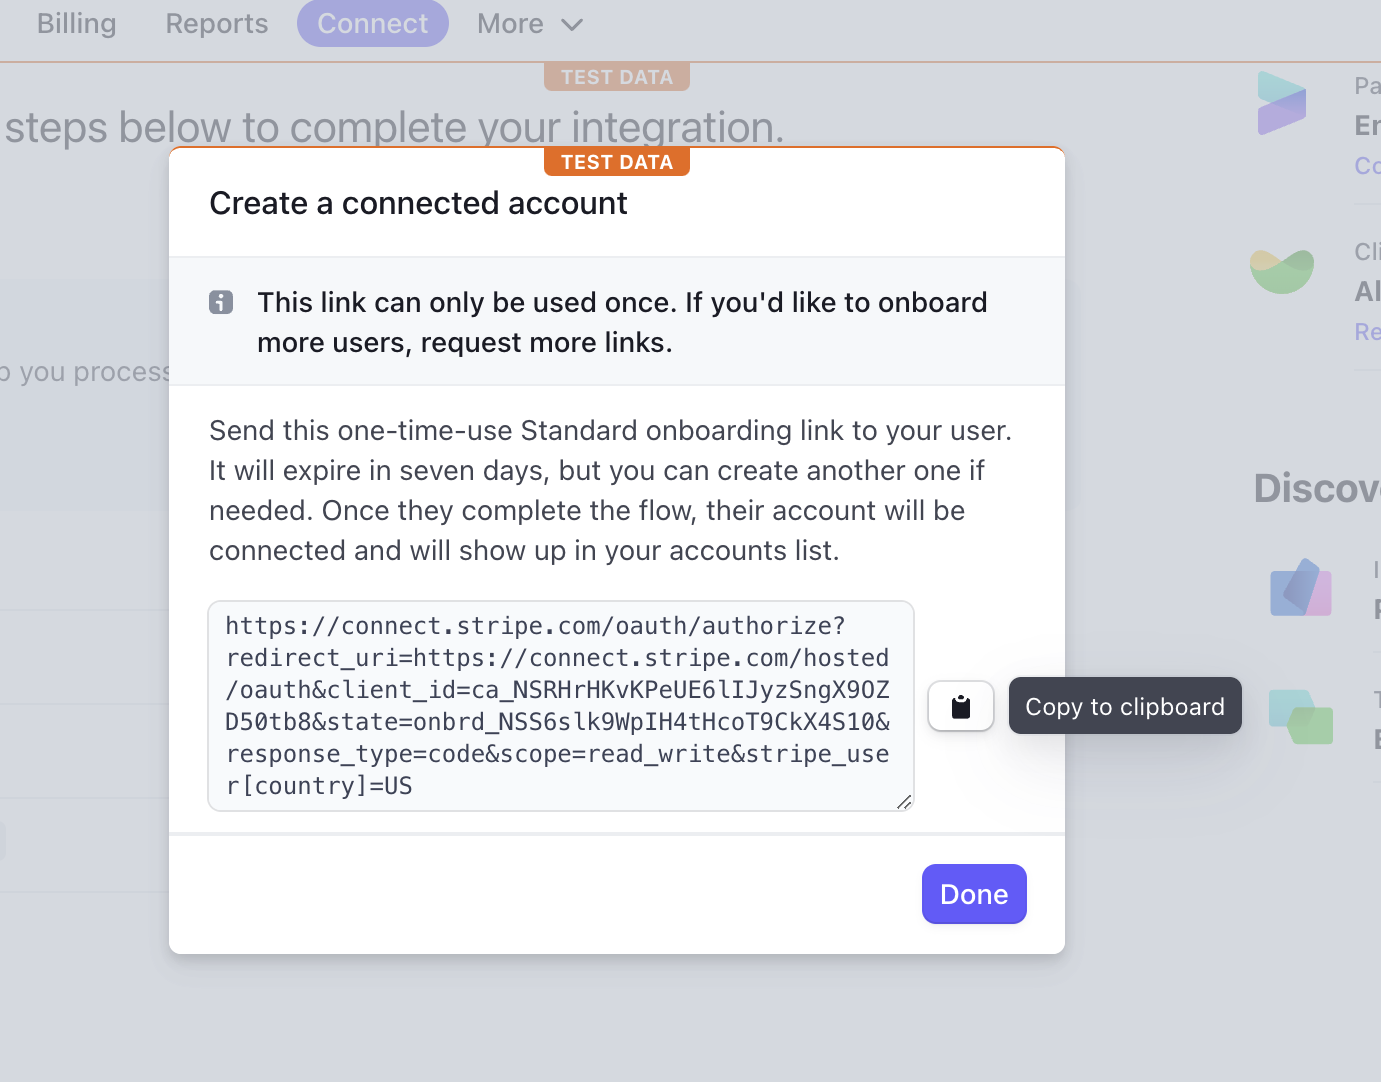 Billing Reports Connect More
TEST DATA
steps below to complete your integration.
TEST DATA
Create a connected account
This link can only be used once. If you'd like to onboard
more users, request more links.
you process
Send this one-time-use Standard onboarding link to your user.
It will expire in seven days, but you can create another one if
needed. Once they complete the flow, their account will be
connected and will show up in your accounts list.
https://connect.stripe.com/oauth/authorize?
redirect_uri=https://connect.stripe.com/hosted
/oauth&client_id=ca_NSRHrHKvKPeUE6lIJyzSngX9OZ
D50tb8&state=onbrd_NSS6slk9WpIH4tHcoT9CkX4S10&
response_type=code&scope=read_write&stripe_use
r[country]=US
Copy to clipboard
Done
Pa
En
Co
Cli
Al
Re
Discov